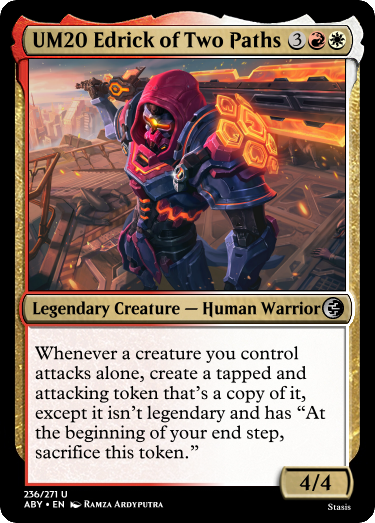 UM20 Edrick of Two Paths 3
Legendary Creature — Human Warrior
Whenever a creature you control
attacks alone, create a tapped and
attacking token that's a copy of it,
except it isn't legendary and has “At
the beginning of your end step,
sacrifice this token.”
4/4
236/271 U
ABY • EN Ramza Ardyputra
Stasis